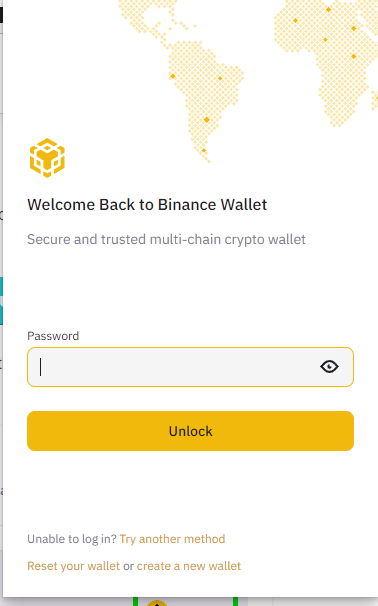 Welcome Back to Binance Wallet
Secure and trusted multi-chain crypto wallet
Password
Unlock
Unable to log in? Try another method
Reset your wallet or create a new wallet